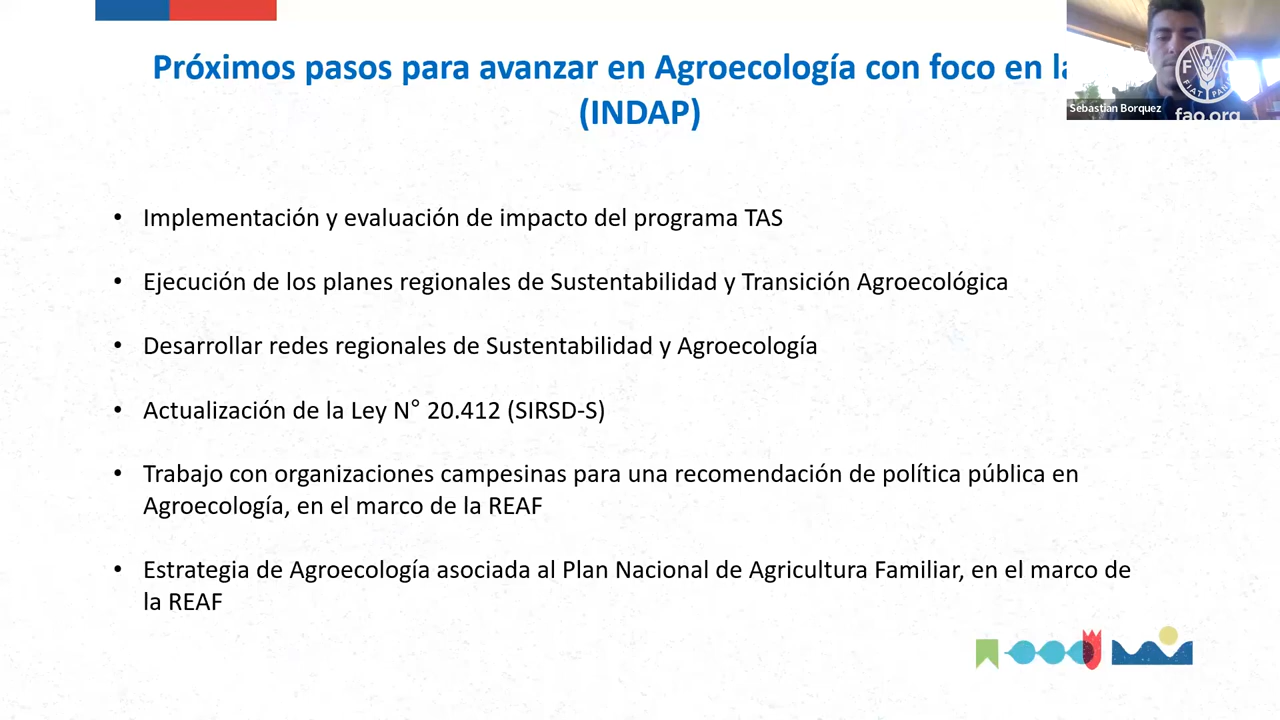 Próximos pasos para avanzar en Agroecología con foco en la
(INDAP)
Sebastian Borquez
FAO
FIAT PANIS
fao.org
• Implementación y evaluación de impacto del programa TAS
• Ejecución de los planes regionales de Sustentabilidad y Transición Agroecológica
• Desarrollar redes regionales de Sustentabilidad y Agroecología
• Actualización de la Ley N° 20.412 (SIRSD-S)
• Trabajo con organizaciones campesinas para una recomendación de política pública en
Agroecología, en el marco de la REAF
• Estrategia de Agroecología asociada al Plan Nacional de Agricultura Familiar, en el marco de
la REAF